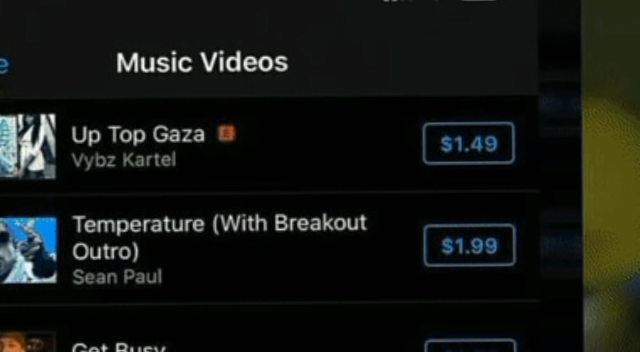 e
Music Videos
Up Top Gaza E
Vybz Kartel
$1.49
Temperature (With Breakout
Outro)
Sean Paul
$1.99
Get Busy